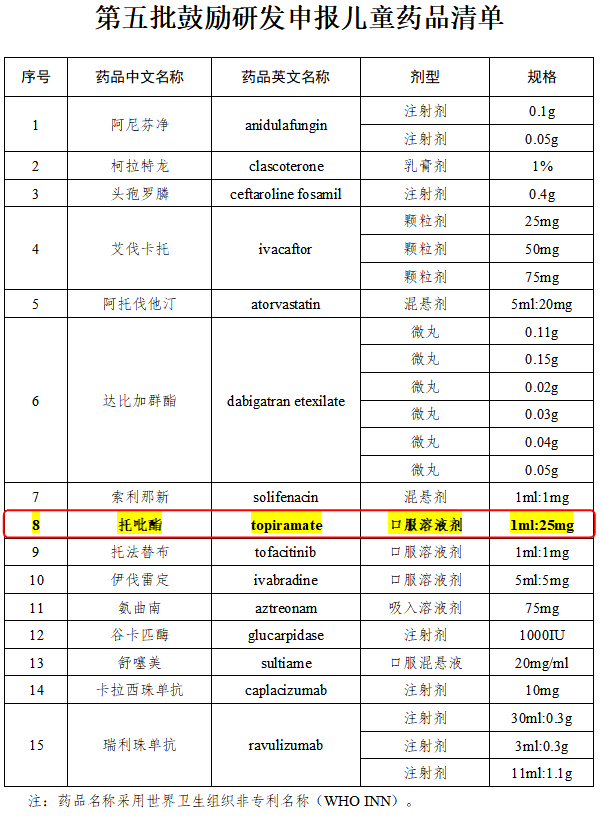 第五批鼓励研发申报儿童药品清单
序号 药品中文名称 药品英文名称 剂型 规格
1 阿尼芬净 anidulafungin 注射剂 0.1g
注射剂 0.05g
2 柯拉特龙 clascoterone 乳膏剂 1%
3 头孢罗膦 ceftaroline fosamil 注射剂 0.4g
4 艾伐卡托 ivacaftor 颗粒剂 25mg
颗粒剂 50mg
颗粒剂 75mg
5 阿托伐他汀 atorvastatin 混悬剂 5ml:20mg
6 达比加群酯 dabigatran etexilate 微丸 0.11g
微丸 0.15g
微丸 0.02g
微丸 0.03g
微丸 0.04g
微丸 0.05g
7 索利那新 solifenacin 混悬剂 1ml:1mg
8 托吡酯 topiramate 口服溶液剂 1ml:25mg
9 托法替布 tofacitinib 口服溶液剂 1ml:1mg
10 伊伐雷定 ivabradine 口服溶液剂 5ml:5mg
11 氨曲南 aztreonam 吸入溶液剂 75mg
12 谷卡匹酶 glucarpidase 注射剂 1000IU
13 舒噻美 sultiame 口服混悬液 20mg/ml
14 卡拉西珠单抗 caplacizumab 注射剂 10mg
15 瑞利珠单抗 ravulizumab 注射剂 30ml:0.3g
注射剂 3ml:0.3g
注射剂 11ml:1.1g
注：药品名称采用世界卫生组织非专利名称（WHO INN）。